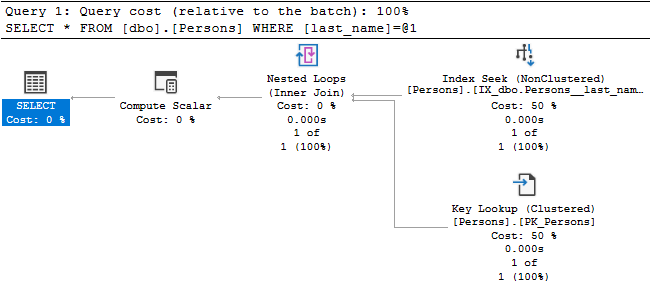 Query 1: Query cost (relative to the batch): 100%
SELECT * FROM [dbo].[Persons] WHERE [last_name]=@1
SELECT
Cost: 0 %
Compute Scalar
Cost: 0 %
Nested Loops
(Inner Join)
Cost: 0 %
0.000s
1 of
1 (100%)
Index Seek (NonClustered)
[Persons].[IX_dbo.Persons__last_nam…
Cost: 50 %
0.000s
1 of
1 (100%)
Key Lookup (Clustered)
[Persons].[PK_Persons]
Cost: 50 %
0.000s
1 of
1 (100%)